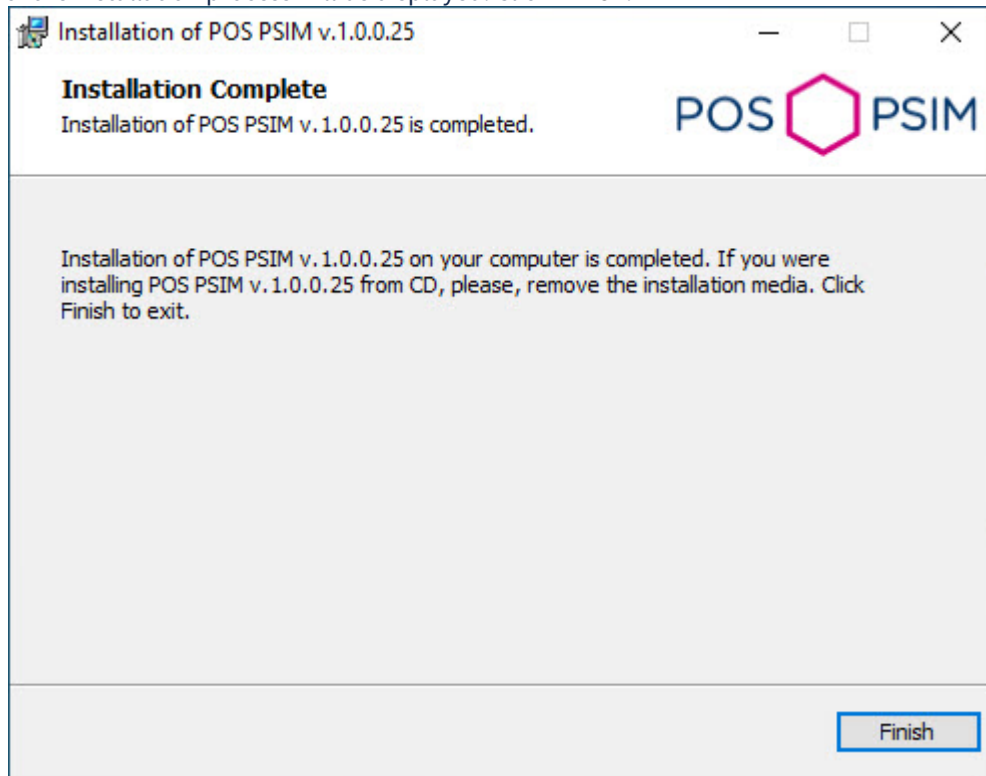 Installation of POS PSIM v.1.0.0.25
Installation Complete
Installation of POS PSIM v.1.0.0.25 is completed.
POS PSIM
Installation of POS PSIM v.1.0.0.25 on your computer is completed. If you were
installing POS PSIM v.1.0.0.25 from CD, please, remove the installation media. Click
Finish to exit.
Finish